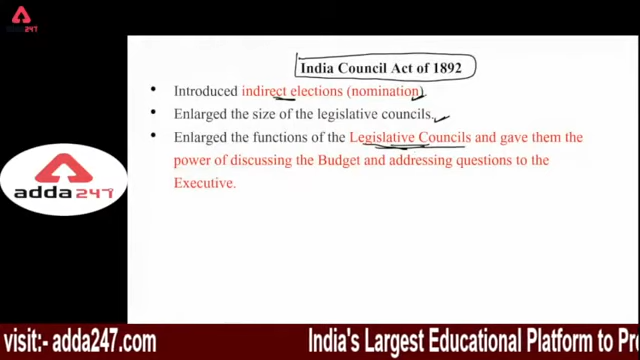 adda247
India Council Act of 1892
• Introduced indirect elections (nomination).
• Enlarged the size of the legislative councils.
• Enlarged the functions of the Legislative Councils and gave them the
power of discussing the Budget and addressing questions to the
Executive.
adda247
visit:- adda247.com
India's Largest Educational Platform to Pre